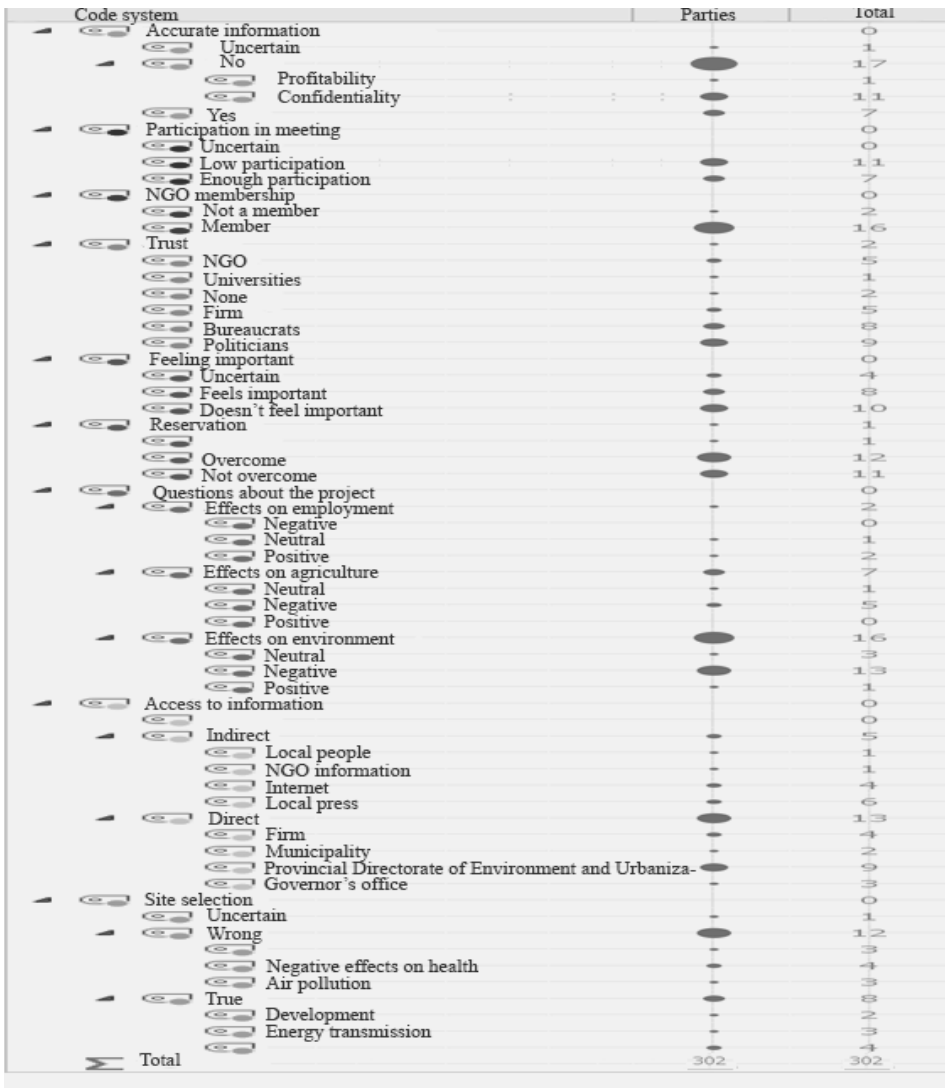 Code system Parties Total
Accurate information 0
Uncertain 1
No 17
Profitability 1
Confidentiality 11
Yes 7
Participation in meeting 0
Uncertain 0
Low participation 11
Enough participation 7
NGO membership 0
Not a member 2
Member 16
Trust 2
NGO 5
Universities 1
None 2
Firm 5
Bureaucrats 8
Politicians 9
Feeling important 0
Uncertain 4
Feels important 8
Doesn’t feel important 10
Reservation 1
1
Overcome 12
Not overcome 11
Questions about the project 0
Effects on employment 2
Negative 0
Neutral 1
Positive 2
Effects on agriculture 7
Neutral 1
Negative 5
Positive 0
Effects on environment 16
Neutral 3
Negative 13
Positive 1
Access to information 0
0
Indirect 5
Local people 1
NGO information 1
Internet 4
Local press 6
Direct 13
Firm 4
Municipality 2
Provincial Directorate of Environment and Urbaniza- 9
Governor’s office 3
Site selection 0
Uncertain 1
Wrong 12
3
Negative effects on health 4
Air pollution 3
True 8
Development 2
Energy transmission 3
4
Total 302 302